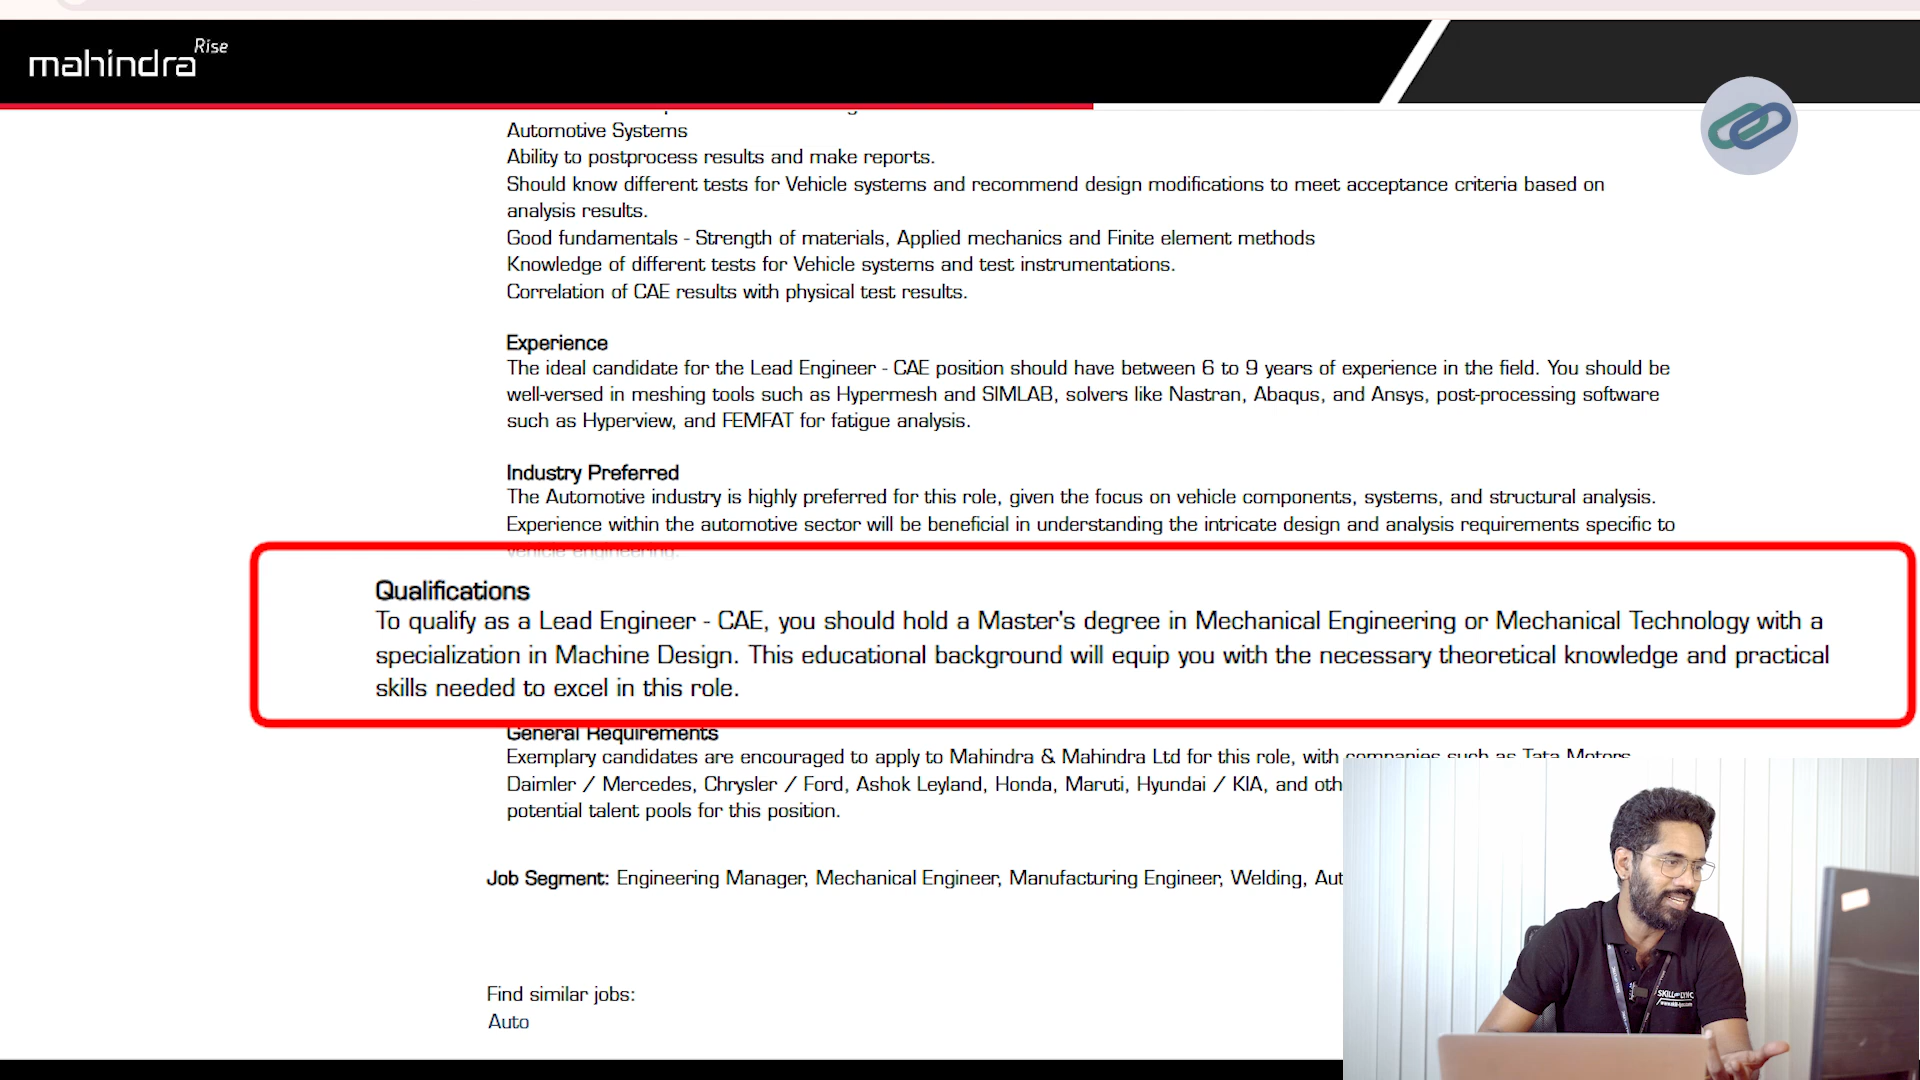 mahindra Rise
Automotive Systems
Ability to postprocess results and make reports.
Should know different tests for Vehicle systems and recommend design modifications to meet acceptance criteria based on
analysis results.
Good fundamentals - Strength of materials, Applied mechanics and Finite element methods
Knowledge of different tests for Vehicle systems and test instrumentations.
Correlation of CAE results with physical test results.
Experience
The ideal candidate for the Lead Engineer - CAE position should have between 6 to 9 years of experience in the field. You should be
well-versed in meshing tools such as Hypermesh and SIMLAB, solvers like Nastran, Abaqus, and Ansys, post-processing software
such as Hyperview, and FEMFAT for fatigue analysis.
Industry Preferred
The Automotive industry is highly preferred for this role, given the focus on vehicle components, systems, and structural analysis.
Experience within the automotive sector will be beneficial in understanding the intricate design and analysis requirements specific to
vehicle engineering.
Qualifications
To qualify as a Lead Engineer - CAE, you should hold a Master's degree in Mechanical Engineering or Mechanical Technology with a
specialization in Machine Design. This educational background will equip you with the necessary theoretical knowledge and practical
skills needed to excel in this role.
General Requirements
Exemplary candidates are encouraged to apply to Mahindra & Mahindra Ltd for this role, with companies such as Tata Motors,
Daimler / Mercedes, Chrysler / Ford, Ashok Leyland, Honda, Maruti, Hyundai / KIA, and oth
potential talent pools for this position.
Job Segment: Engineering Manager, Mechanical Engineer, Manufacturing Engineer, Welding, Aut
Find similar jobs:
Auto
SKILL LYNC